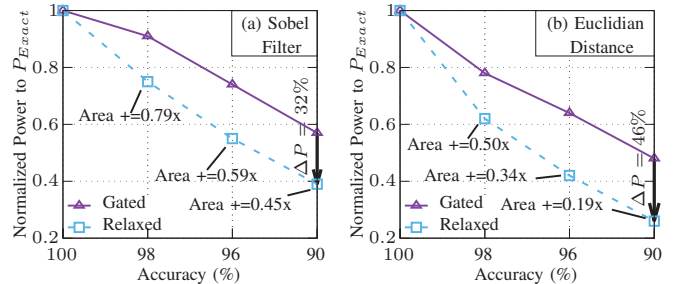 (a) Sobel
Filter
Normalized Power to P_Exact
1
0.8
0.6
0.4
0.2
Area +=0.79x
Area +=0.59x
Area +=0.45x
ΔP = 32%
Gated
Relaxed
100
98
96
90
Accuracy (%)
(b) Euclidian
Distance
Normalized Power to P_Exact
1
0.8
0.6
0.4
0.2
Area +=0.50x
Area +=0.34x
Area +=0.19x
ΔP = 46%
Gated
Relaxed
100
98
96
90
Accuracy (%)